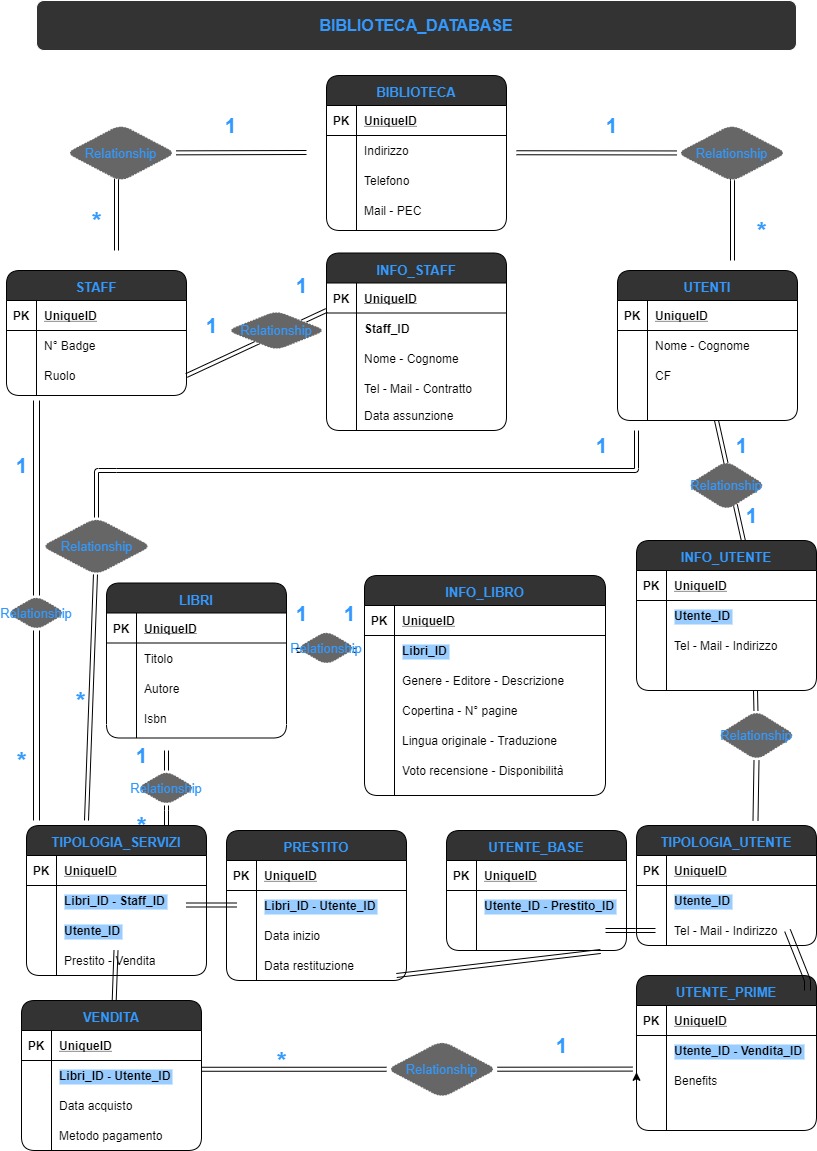 BIBLIOTECA_DATABASE
BIBLIOTECA
PK UniqueID
Indirizzo
Telefono
Mail - PEC
1
1
Relationship
Relationship
*
*
STAFF
PK UniqueID
N° Badge
Ruolo
1
1
Relationship
INFO_STAFF
PK UniqueID
Staff_ID
Nome - Cognome
Tel - Mail - Contratto
Data assunzione
UTENTI
PK UniqueID
Nome - Cognome
CF
1
1
1
Relationship
1
Relationship
Relationship
*
*
LIBRI
PK UniqueID
Titolo
Autore
Isbn
1
1
Relationship
INFO_LIBRO
PK UniqueID
Libri_ID
Genere - Editore - Descrizione
Copertina - N° pagine
Lingua originale - Traduzione
Voto recensione - Disponibilità
INFO_UTENTE
PK UniqueID
Utente_ID
Tel - Mail - Indirizzo
Relationship
1
Relationship
*
TIPOLOGIA_SERVIZI
PK UniqueID
Libri_ID - Staff_ID
Utente_ID
Prestito - Vendita
PRESTITO
PK UniqueID
Libri_ID - Utente_ID
Data inizio
Data restituzione
UTENTE_BASE
PK UniqueID
Utente_ID - Prestito_ID
TIPOLOGIA_UTENTE
PK UniqueID
Utente_ID
Tel - Mail - Indirizzo
VENDITA
PK UniqueID
Libri_ID - Utente_ID
Data acquisto
Metodo pagamento
*
Relationship
1
UTENTE_PRIME
PK UniqueID
Utente_ID - Vendita_ID
Benefits